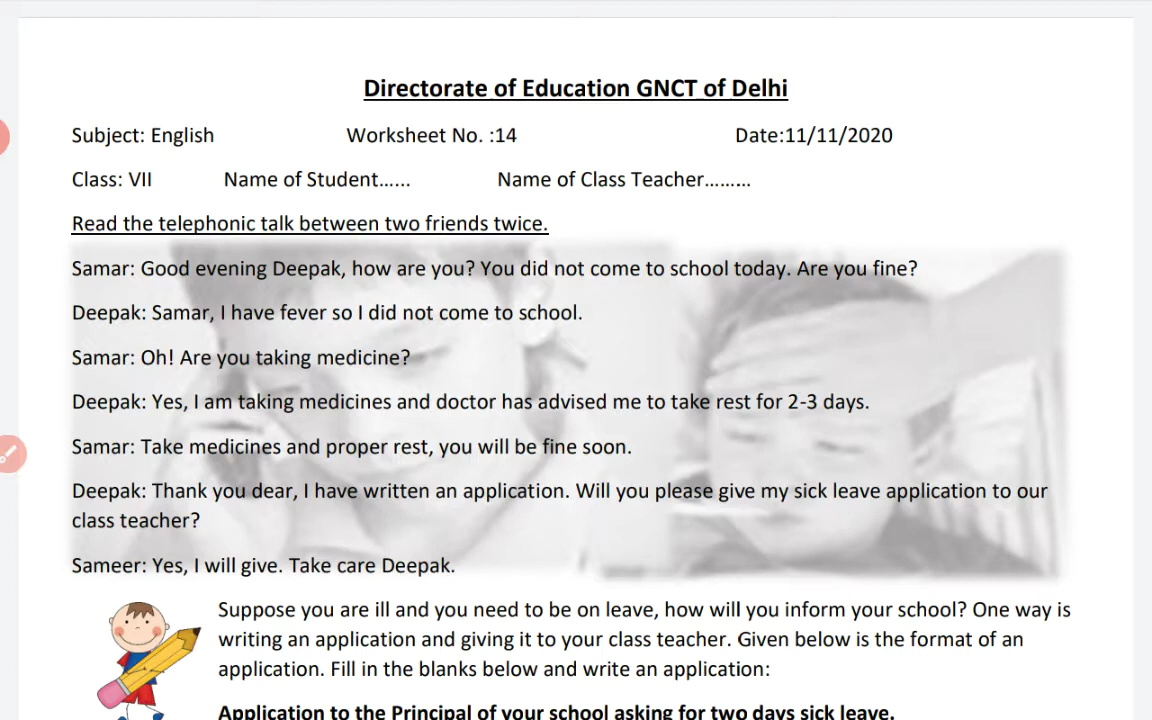 Directorate of Education GNCT of Delhi
Subject: English Worksheet No. :14 Date:11/11/2020
Class: VII Name of Student...... Name of Class Teacher.........
Read the telephonic talk between two friends twice.
Samar: Good evening Deepak, how are you? You did not come to school today. Are you fine?
Deepak: Samar, I have fever so I did not come to school.
Samar: Oh! Are you taking medicine?
Deepak: Yes, I am taking medicines and doctor has advised me to take rest for 2-3 days.
Samar: Take medicines and proper rest, you will be fine soon.
Deepak: Thank you dear, I have written an application. Will you please give my sick leave application to our
class teacher?
Sameer: Yes, I will give. Take care Deepak.
Suppose you are ill and you need to be on leave, how will you inform your school? One way is
writing an application and giving it to your class teacher. Given below is the format of an
application. Fill in the blanks below and write an application:
Application to the Principal of your school asking for two days sick leave.